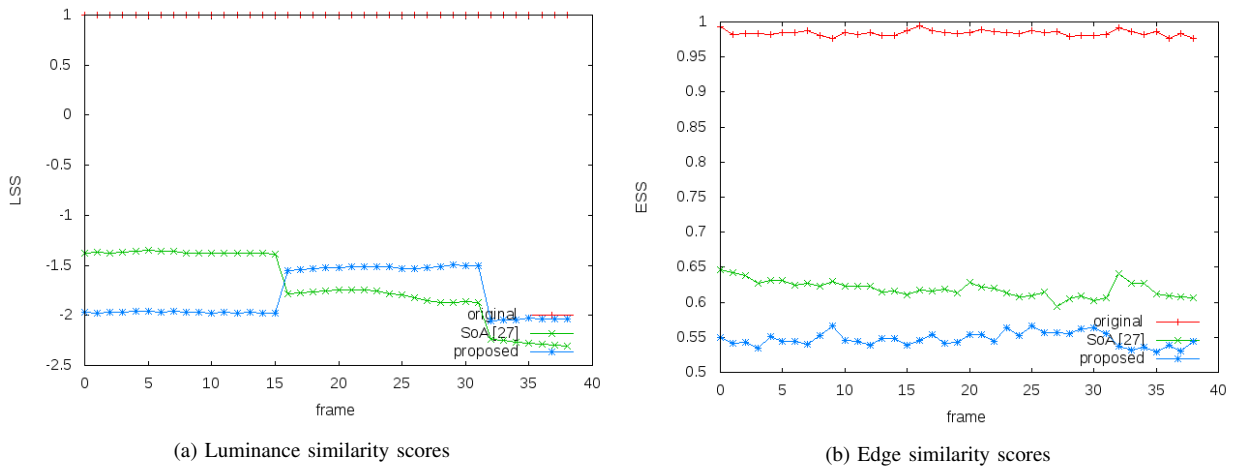 1
0.5
0
-0.5
-1
-1.5
-2
-2.5
LSS
original
SoA [27]
proposed
0 5 10 15 20 25 30 35 40
frame
(a) Luminance similarity scores
1
0.95
0.9
0.85
0.8
0.75
0.7
0.65
0.6
0.55
0.5
ESS
original
SoA [27]
proposed
0 5 10 15 20 25 30 35 40
frame
(b) Edge similarity scores